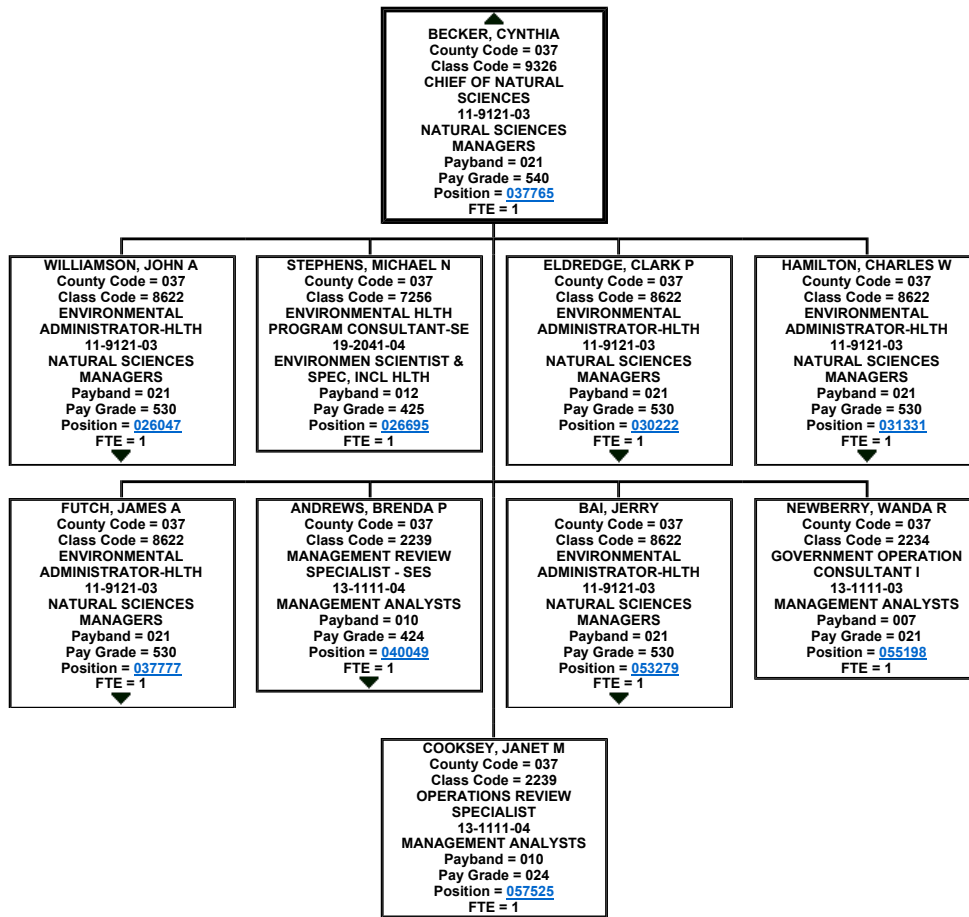 BECKER, CYNTHIA
County Code = 037
Class Code = 9326
CHIEF OF NATURAL
SCIENCES
11-9121-03
NATURAL SCIENCES
MANAGERS
Payband = 021
Pay Grade = 540
Position = 037765
FTE = 1
WILLIAMSON, JOHN A
County Code = 037
Class Code = 8622
ENVIRONMENTAL
ADMINISTRATOR-HLTH
11-9121-03
NATURAL SCIENCES
MANAGERS
Payband = 021
Pay Grade = 530
Position = 026047
FTE = 1
STEPHENS, MICHAEL N
County Code = 037
Class Code = 7256
ENVIRONMENTAL HLTH
PROGRAM CONSULTANT-SE
19-2041-04
ENVIRONMEN SCIENTIST &
SPEC, INCL HLTH
Payband = 012
Pay Grade = 425
Position = 026695
FTE = 1
ELDREDGE, CLARK P
County Code = 037
Class Code = 8622
ENVIRONMENTAL
ADMINISTRATOR-HLTH
11-9121-03
NATURAL SCIENCES
MANAGERS
Payband = 021
Pay Grade = 530
Position = 030222
FTE = 1
HAMILTON, CHARLES W
County Code = 037
Class Code = 8622
ENVIRONMENTAL
ADMINISTRATOR-HLTH
11-9121-03
NATURAL SCIENCES
MANAGERS
Payband = 021
Pay Grade = 530
Position = 031331
FTE = 1
FUTCH, JAMES A
County Code = 037
Class Code = 8622
ENVIRONMENTAL
ADMINISTRATOR-HLTH
11-9121-03
NATURAL SCIENCES
MANAGERS
Payband = 021
Pay Grade = 530
Position = 037777
FTE = 1
ANDREWS, BRENDA P
County Code = 037
Class Code = 2239
MANAGEMENT REVIEW
SPECIALIST - SES
13-1111-04
MANAGEMENT ANALYSTS
Payband = 010
Pay Grade = 424
Position = 040049
FTE = 1
BAI, JERRY
County Code = 037
Class Code = 8622
ENVIRONMENTAL
ADMINISTRATOR-HLTH
11-9121-03
NATURAL SCIENCES
MANAGERS
Payband = 021
Pay Grade = 530
Position = 053279
FTE = 1
NEWBERRY, WANDA R
County Code = 037
Class Code = 2234
GOVERNMENT OPERATION
CONSULTANT I
13-1111-03
MANAGEMENT ANALYSTS
Payband = 007
Pay Grade = 021
Position = 055198
FTE = 1
COOKSEY, JANET M
County Code = 037
Class Code = 2239
OPERATIONS REVIEW
SPECIALIST
13-1111-04
MANAGEMENT ANALYSTS
Payband = 010
Pay Grade = 024
Position = 057525
FTE = 1